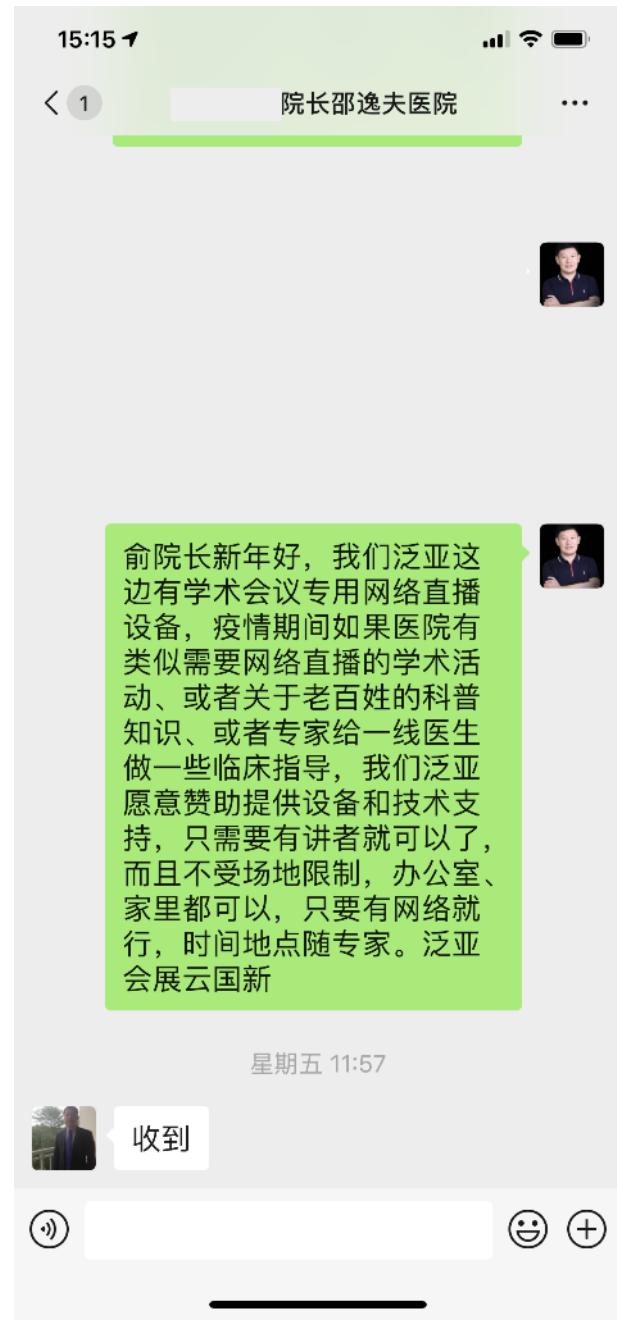 15:15
1
院长邵逸夫医院
俞院长新年好，我们泛亚这
边有学术会议专用网络直播
设备，疫情期间如果医院有
类似需要网络直播的学术活
动、或者关于老百姓的科普
知识、或者专家给一线医生
做一些临床指导，我们泛亚
愿意赞助提供设备和技术支
持，只需要有讲者就可以了，
而且不受场地限制，办公室、
家里都可以，只要有网络就
行，时间地点随专家。泛亚
会展云国新
星期五 11:57
收到